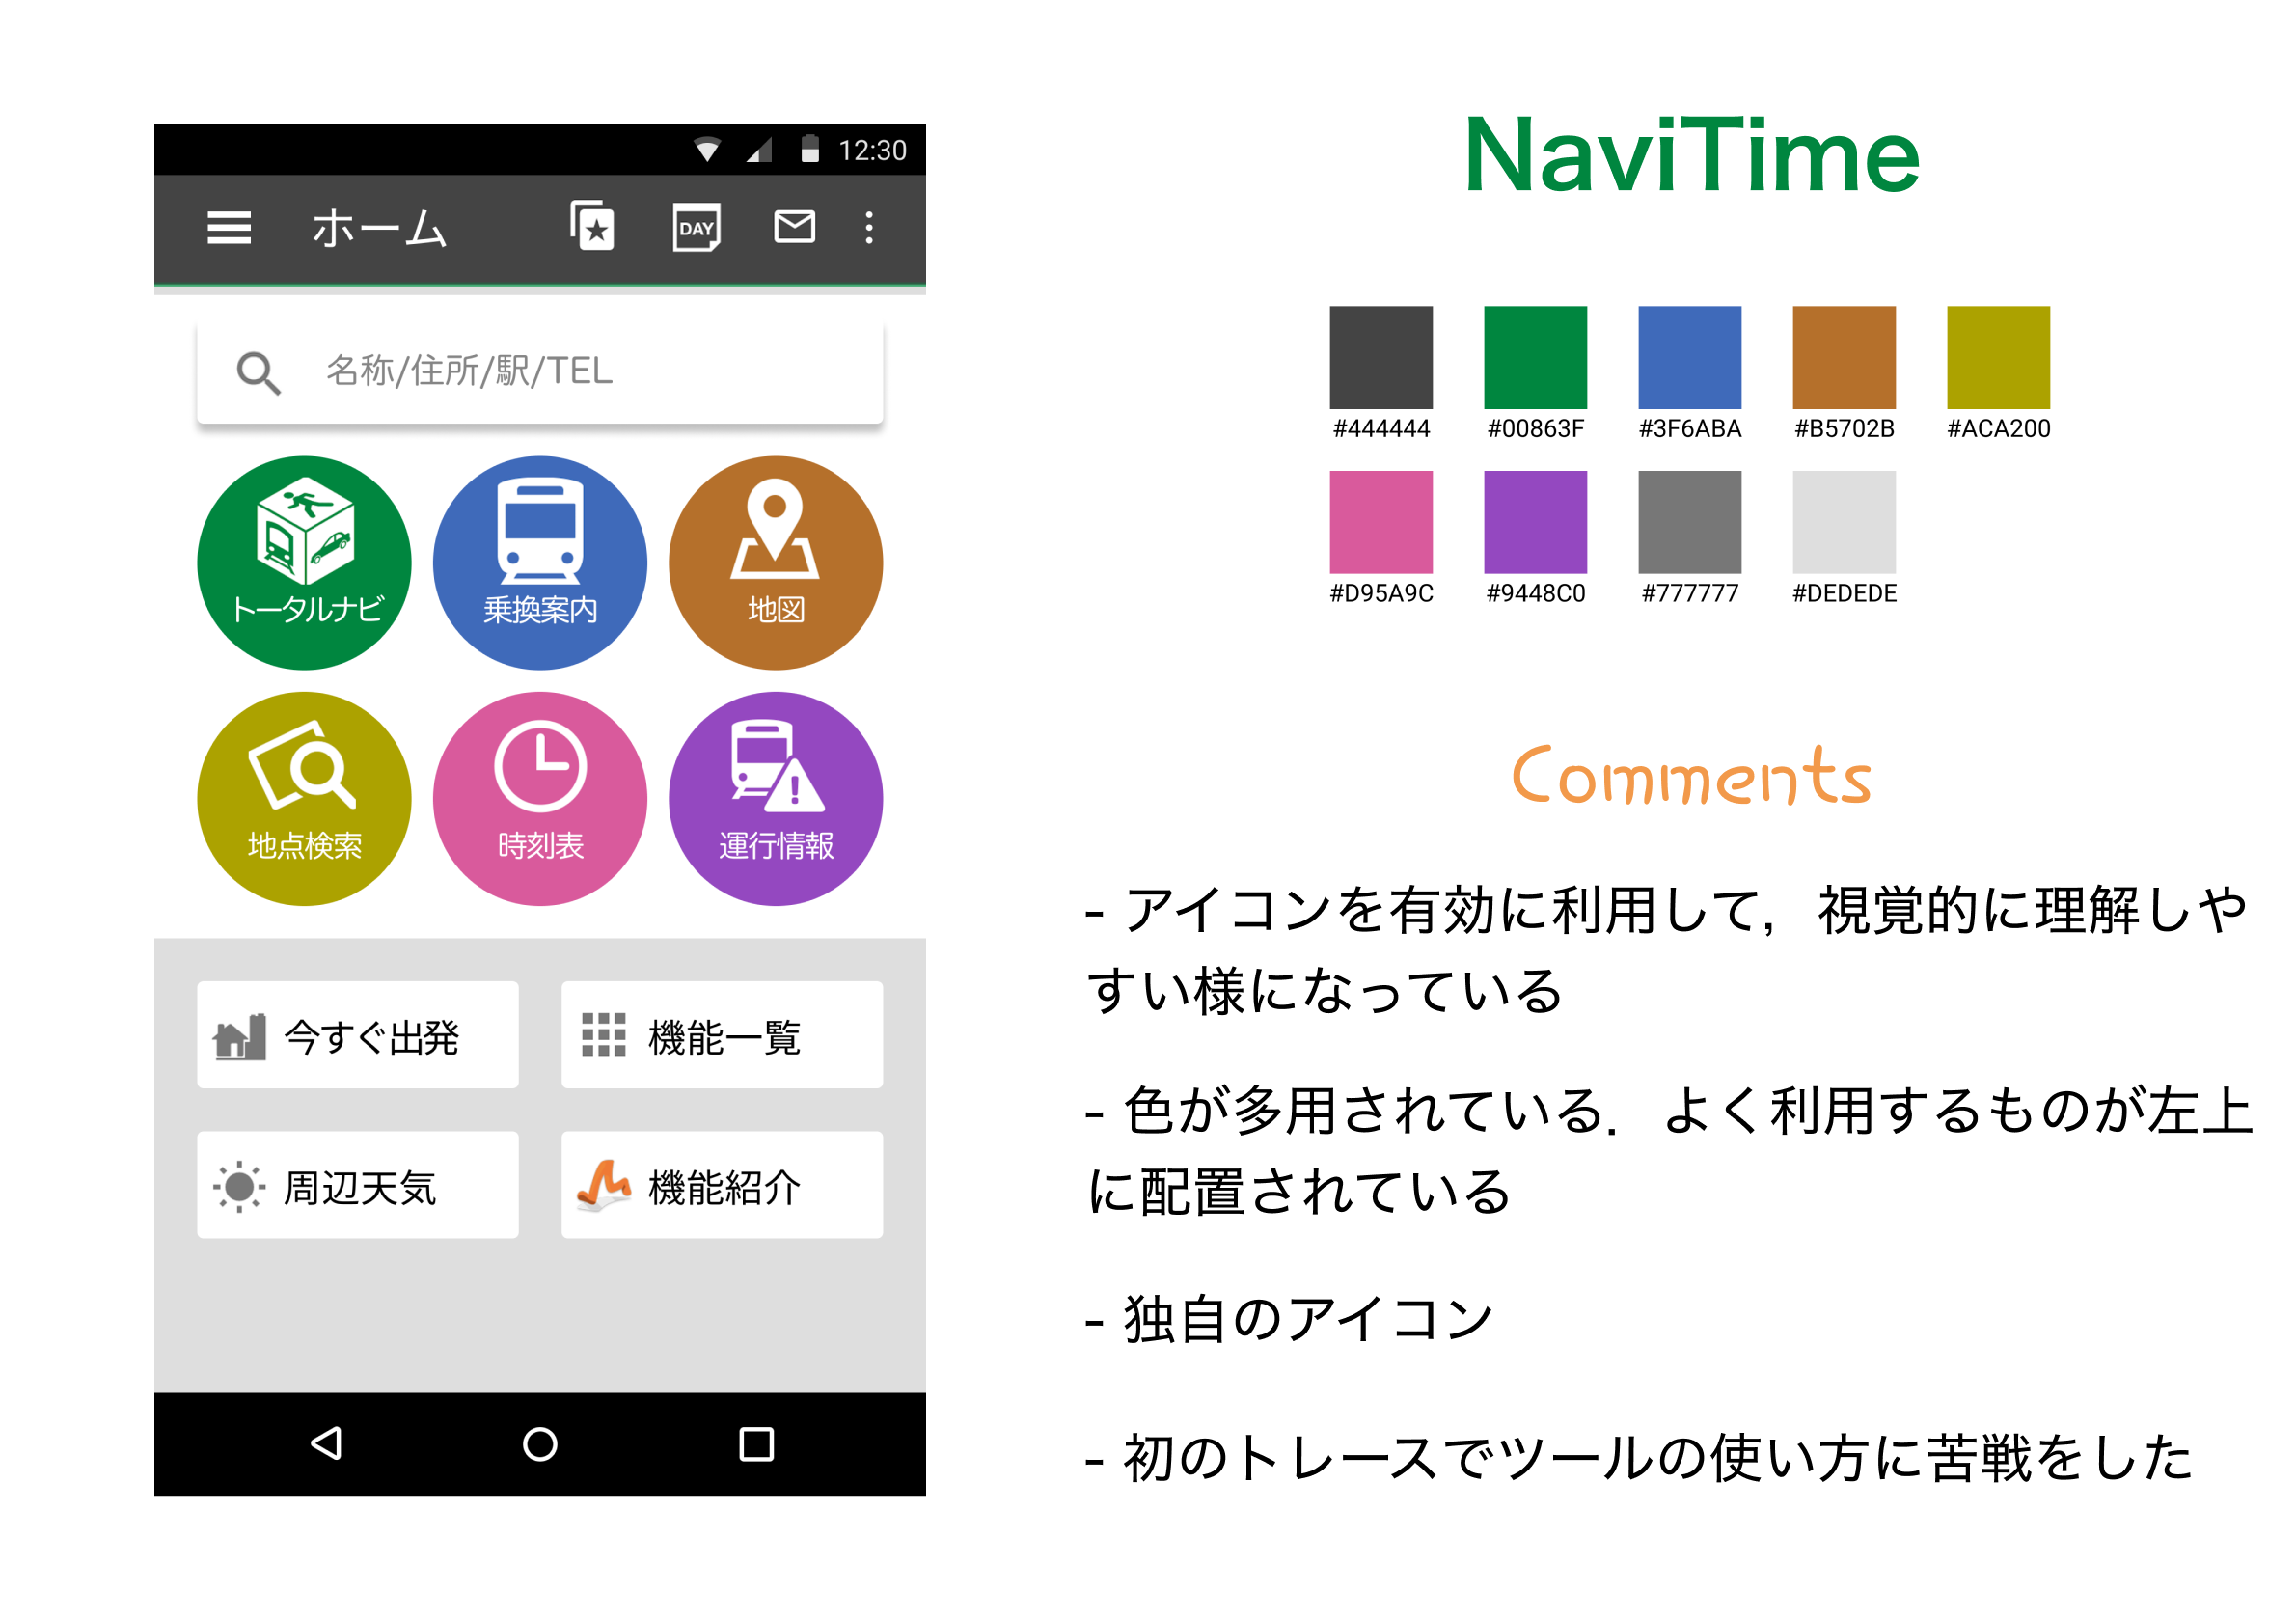 12:30
ホーム
DAY
名称/住所/駅/TEL
トータルナビ
乗換案内
地図
地点検索
時刻表
運行情報
今すぐ出発
機能一覧
周辺天気
機能紹介
NaviTime
#444444
#00863F
#3F6ABA
#B5702B
#ACA200
#D95A9C
#9448C0
#777777
#DEDEDE
Comments
- アイコンを有効に利用して，視覚的に理解しや
すい様になっている
- 色が多用されている．よく利用するものが左上
に配置されている
- 独自のアイコン
- 初のトレースでツールの使い方に苦戦をした